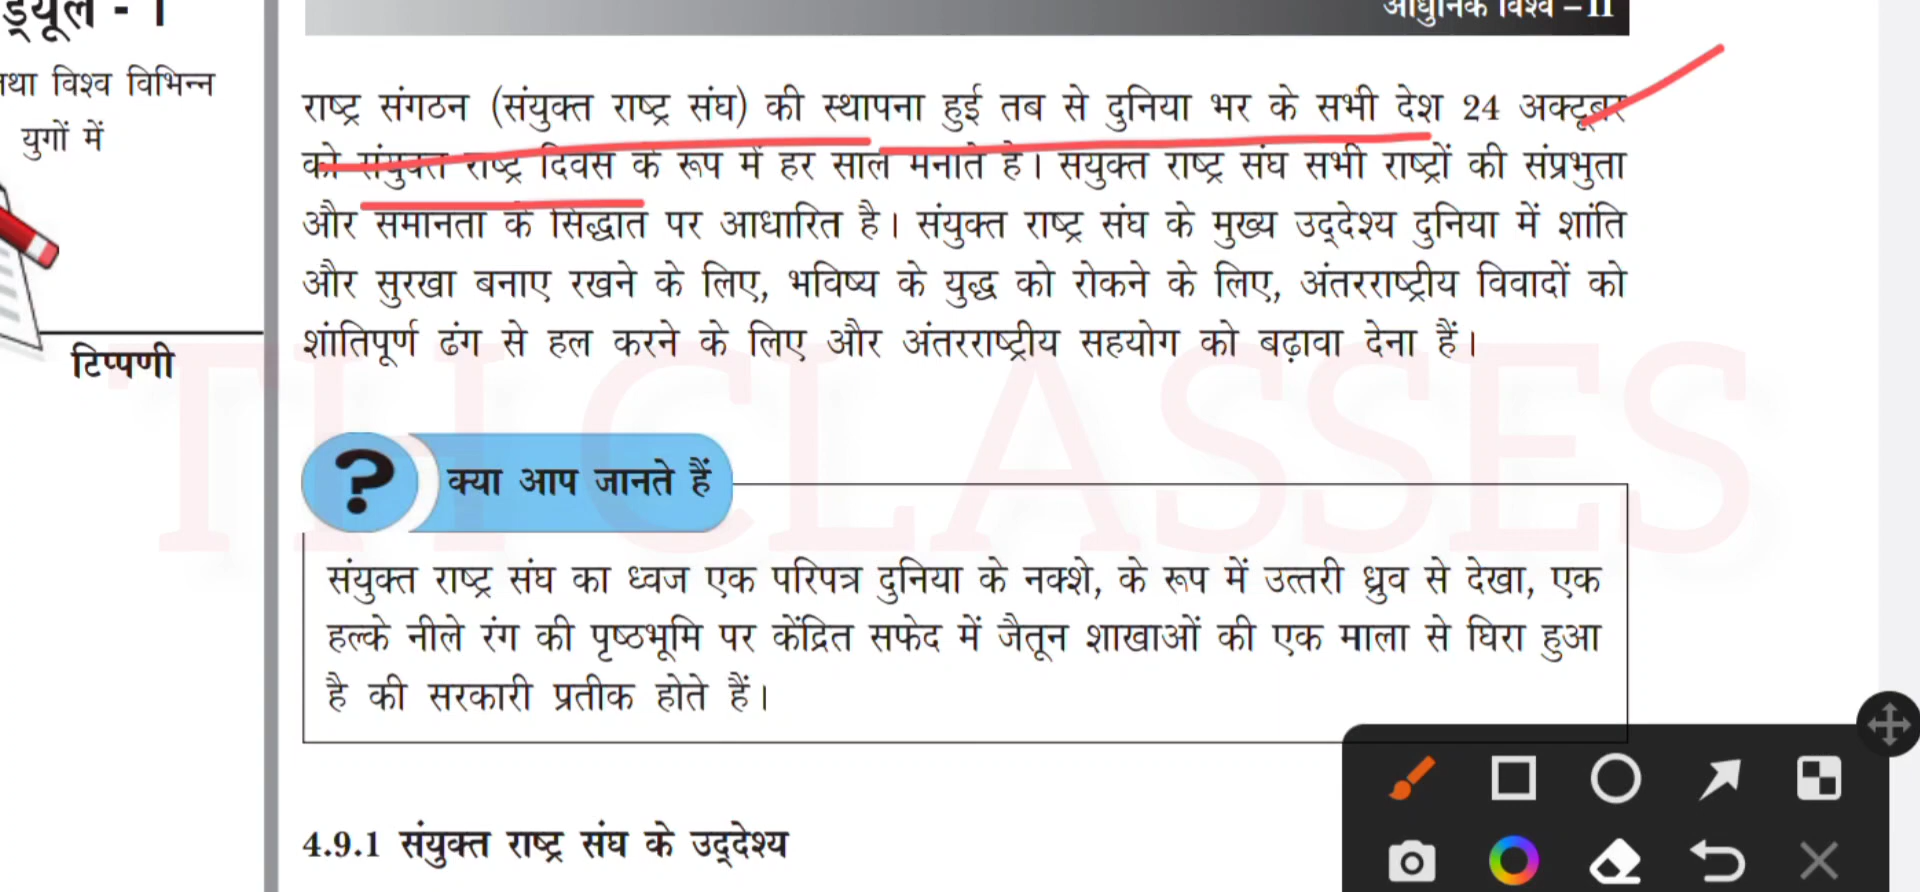 ड्यूल - 1
आधुनिक विश्व – II
तथा विश्व विभिन्न
युगों में
टिप्पणी
राष्ट्र संगठन (संयुक्त राष्ट्र संघ) की स्थापना हुई तब से दुनिया भर के सभी देश 24 अक्टूबर
को संयुक्त राष्ट्र दिवस के रूप में हर साल मनाते है। संयुक्त राष्ट्र संघ सभी राष्ट्रों की संप्रभुता
और समानता के सिद्धांत पर आधारित है। संयुक्त राष्ट्र संघ के मुख्य उद्देश्य दुनिया में शांति
और सुरखा बनाए रखने के लिए, भविष्य के युद्ध को रोकने के लिए, अंतरराष्ट्रीय विवादों को
शांतिपूर्ण ढंग से हल करने के लिए और अंतरराष्ट्रीय सहयोग को बढ़ावा देना हैं।
TH CLASSES
? क्या आप जानते हैं
संयुक्त राष्ट्र संघ का ध्वज एक परिपत्र दुनिया के नक्शे, के रूप में उत्तरी ध्रुव से देखा, एक
हल्के नीले रंग की पृष्ठभूमि पर केंद्रित सफेद में जैतून शाखाओं की एक माला से घिरा हुआ
है की सरकारी प्रतीक होते हैं।
4.9.1 संयुक्त राष्ट्र संघ के उद्देश्य